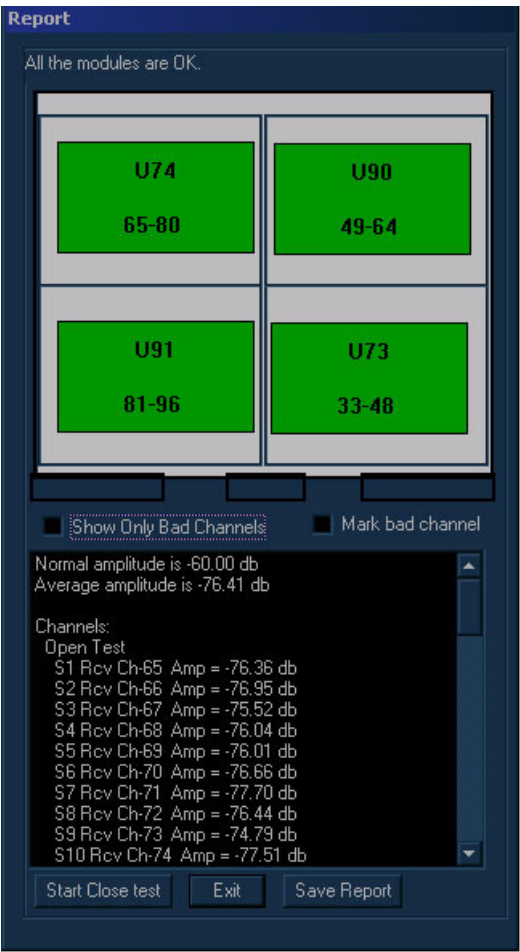 Report
All the modules are OK.
U74
65-80
U90
49-64
U91
81-96
U73
33-48
Show Only Bad Channels
Mark bad channel
Normal amplitude is -60.00 db
Average amplitude is -76.41 db
Channels:
Open Test
S1 Rcv Ch-65 Amp = -76.36 db
S2 Rcv Ch-66 Amp = -76.95 db
S3 Rcv Ch-67 Amp = -75.52 db
S4 Rcv Ch-68 Amp = -76.04 db
S5 Rcv Ch-69 Amp = -76.01 db
S6 Rcv Ch-70 Amp = -76.66 db
S7 Rcv Ch-71 Amp = -77.70 db
S8 Rcv Ch-72 Amp = -76.44 db
S9 Rcv Ch-73 Amp = -74.79 db
S10 Rcv Ch-74 Amp = -77.51 db
Start Close test
Exit
Save Report